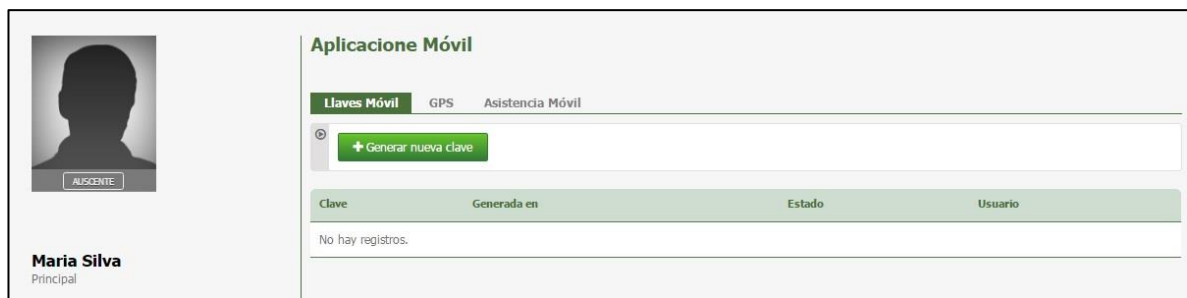 AUSCENTE
Maria Silva
Principal
Aplicacione Móvil
Llaves Móvil GPS Asistencia Móvil
+ Generar nueva clave
Clave Generada en Estado Usuario
No hay registros.